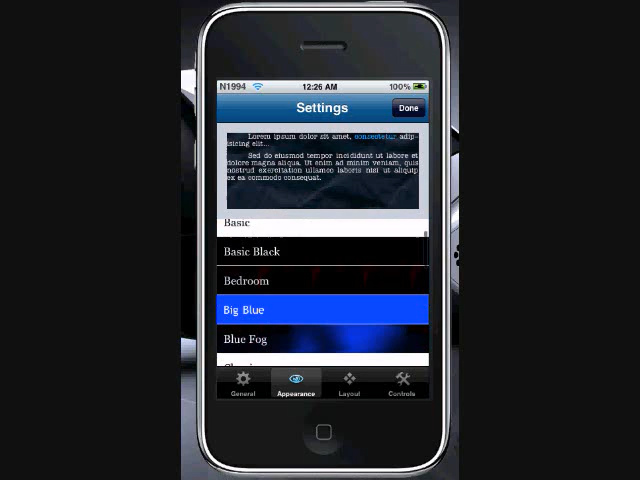 N1994 12:26 AM 100%
Settings Done
Lorem ipsum dolor sit amet, consectetur adip-
isicing elit...
Sed do eiusmod tempor incididunt ut labore et
dolore magna aliqua. Ut enim ad minim veniam, quis
nostrud exercitation ullamco laboris nisi ut aliquip
ex ea commodo consequat.
Basic
Basic Black
Bedroom
Big Blue
Blue Fog
General Appearance Layout Controls